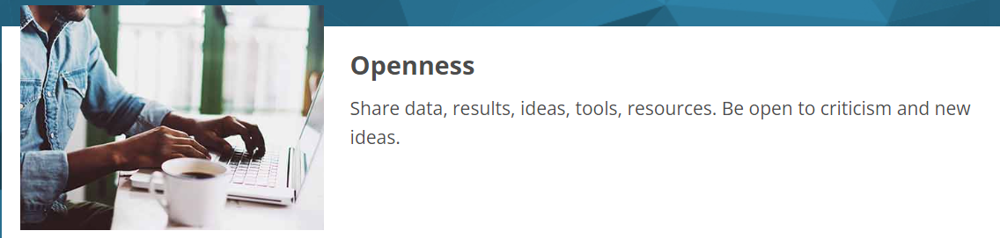 Openness
Share data, results, ideas, tools, resources. Be open to criticism and new
ideas.